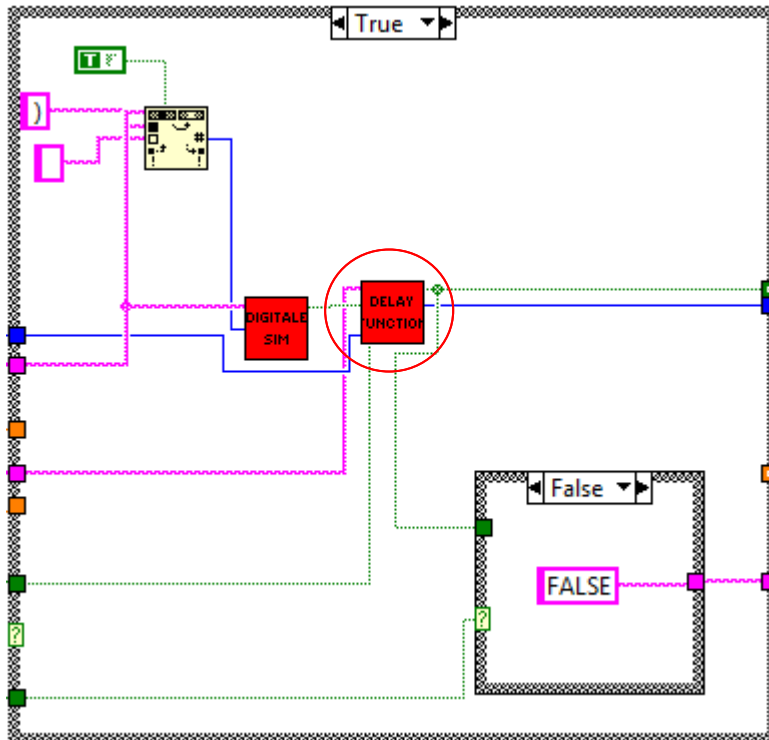 True
T
)
#
DIGITALE
SIM
DELAY
FUNCTION
False
FALSE
?
?